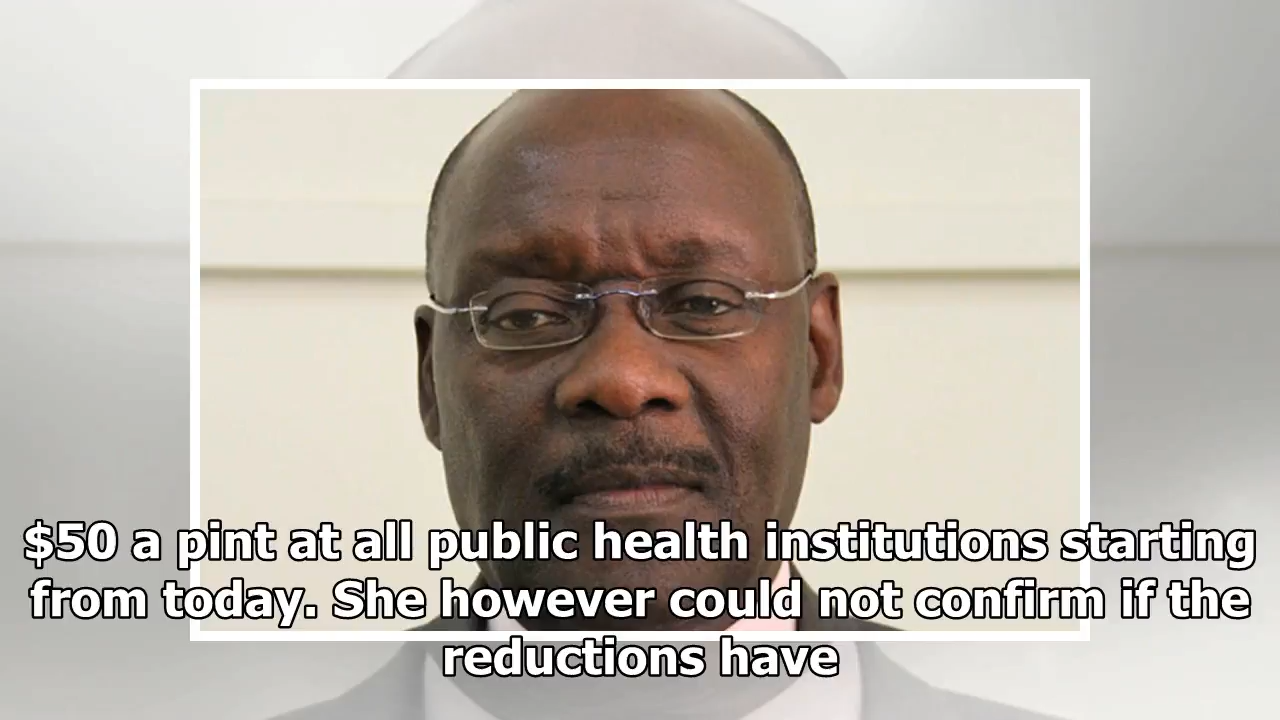 $50 a pint at all public health institutions starting
from today. She however could not confirm if the
reductions have